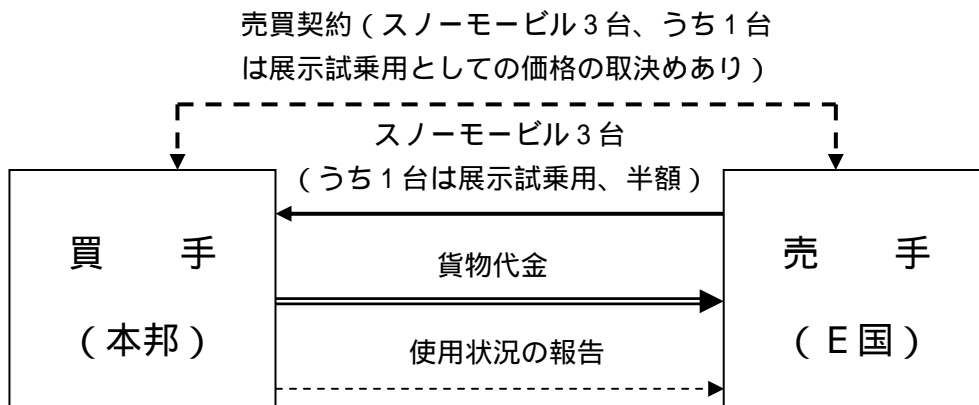 売買契約（スノーモービル３台、うち１台
は展示試乗用としての価格の取決めあり）
スノーモービル３台
（うち１台は展示試乗用、半額）
買　手
（本邦）
貨物代金
売　手
（Ｅ国）
使用状況の報告